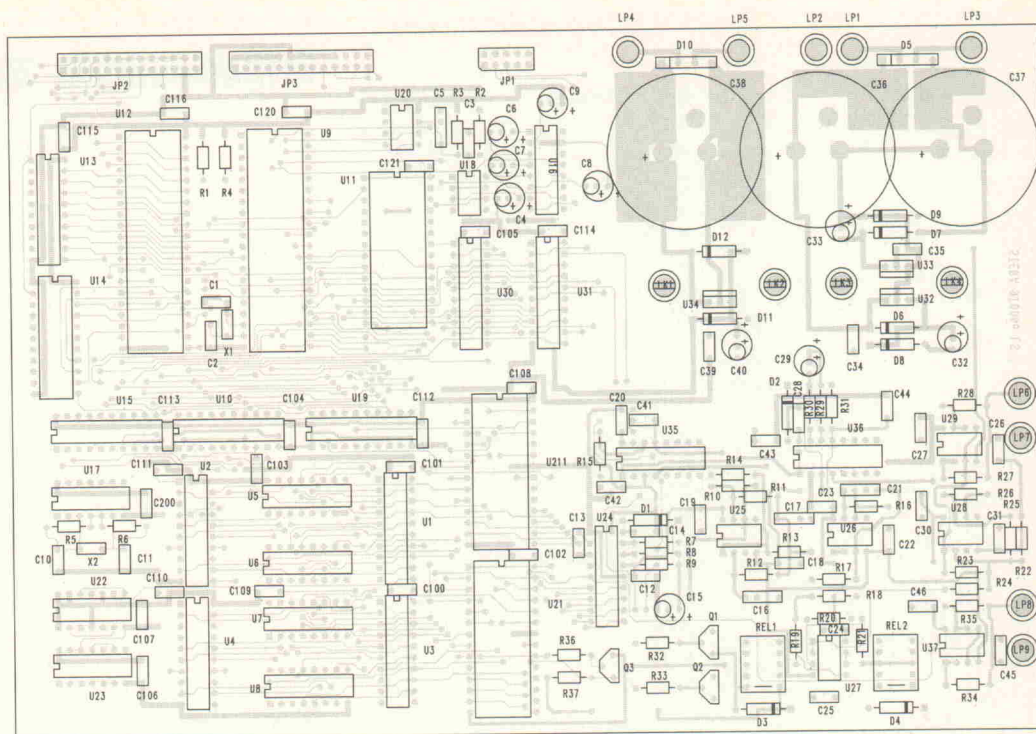 LP4 LP5 LP2 LP1 LP3
D10 D5
JP2 JP3 JP1 C38 C36 C37
C116 C120 U20 C5 R3 R2 C3 C6 C9
U12 U9
C115 U13 C7 U16
R1 R4 U11 C121 U18 C8
C4
C105 C114 D12 C33 D9 D7
C35
U14 U33
C1 U30 U31 LK1 LK2 LK3 LK4
U34 U32
D11 D6
C2 X1 D8
C39 C40 C34 C32
C29
C108 D2 C28 R30 R29 R31 C44 R28 LP6
U15 C113 U10 C104 U19 C112 C20 C41 U35 U36 U29 C26 LP7
C43 C27
U17 C111 U2 C103 C101 U211 R15 R14 R27
U5 C42 R10 R11 C23 C21 R26
C200 U1 U24 D1 C19 U25 C17 R16 U28 R25
R5 R6 C13 C14 U26 C30 C31
C10 X2 C11 C102 R7 R13 C22
R8
U6 R9 C18 R22
U22 C110 C109 C100 C12 R12 R17 R23
R24
U21 C15 C16 R18 C46 LP8
C107 U7 R20 R35
U4 U3 R36 Q1 REL1 R19 C24 R21 REL2
R32 U37 LP9
Q3 Q2
U23 C106 U8 R37 R33 U27 C45
C25 R34
D3 D4